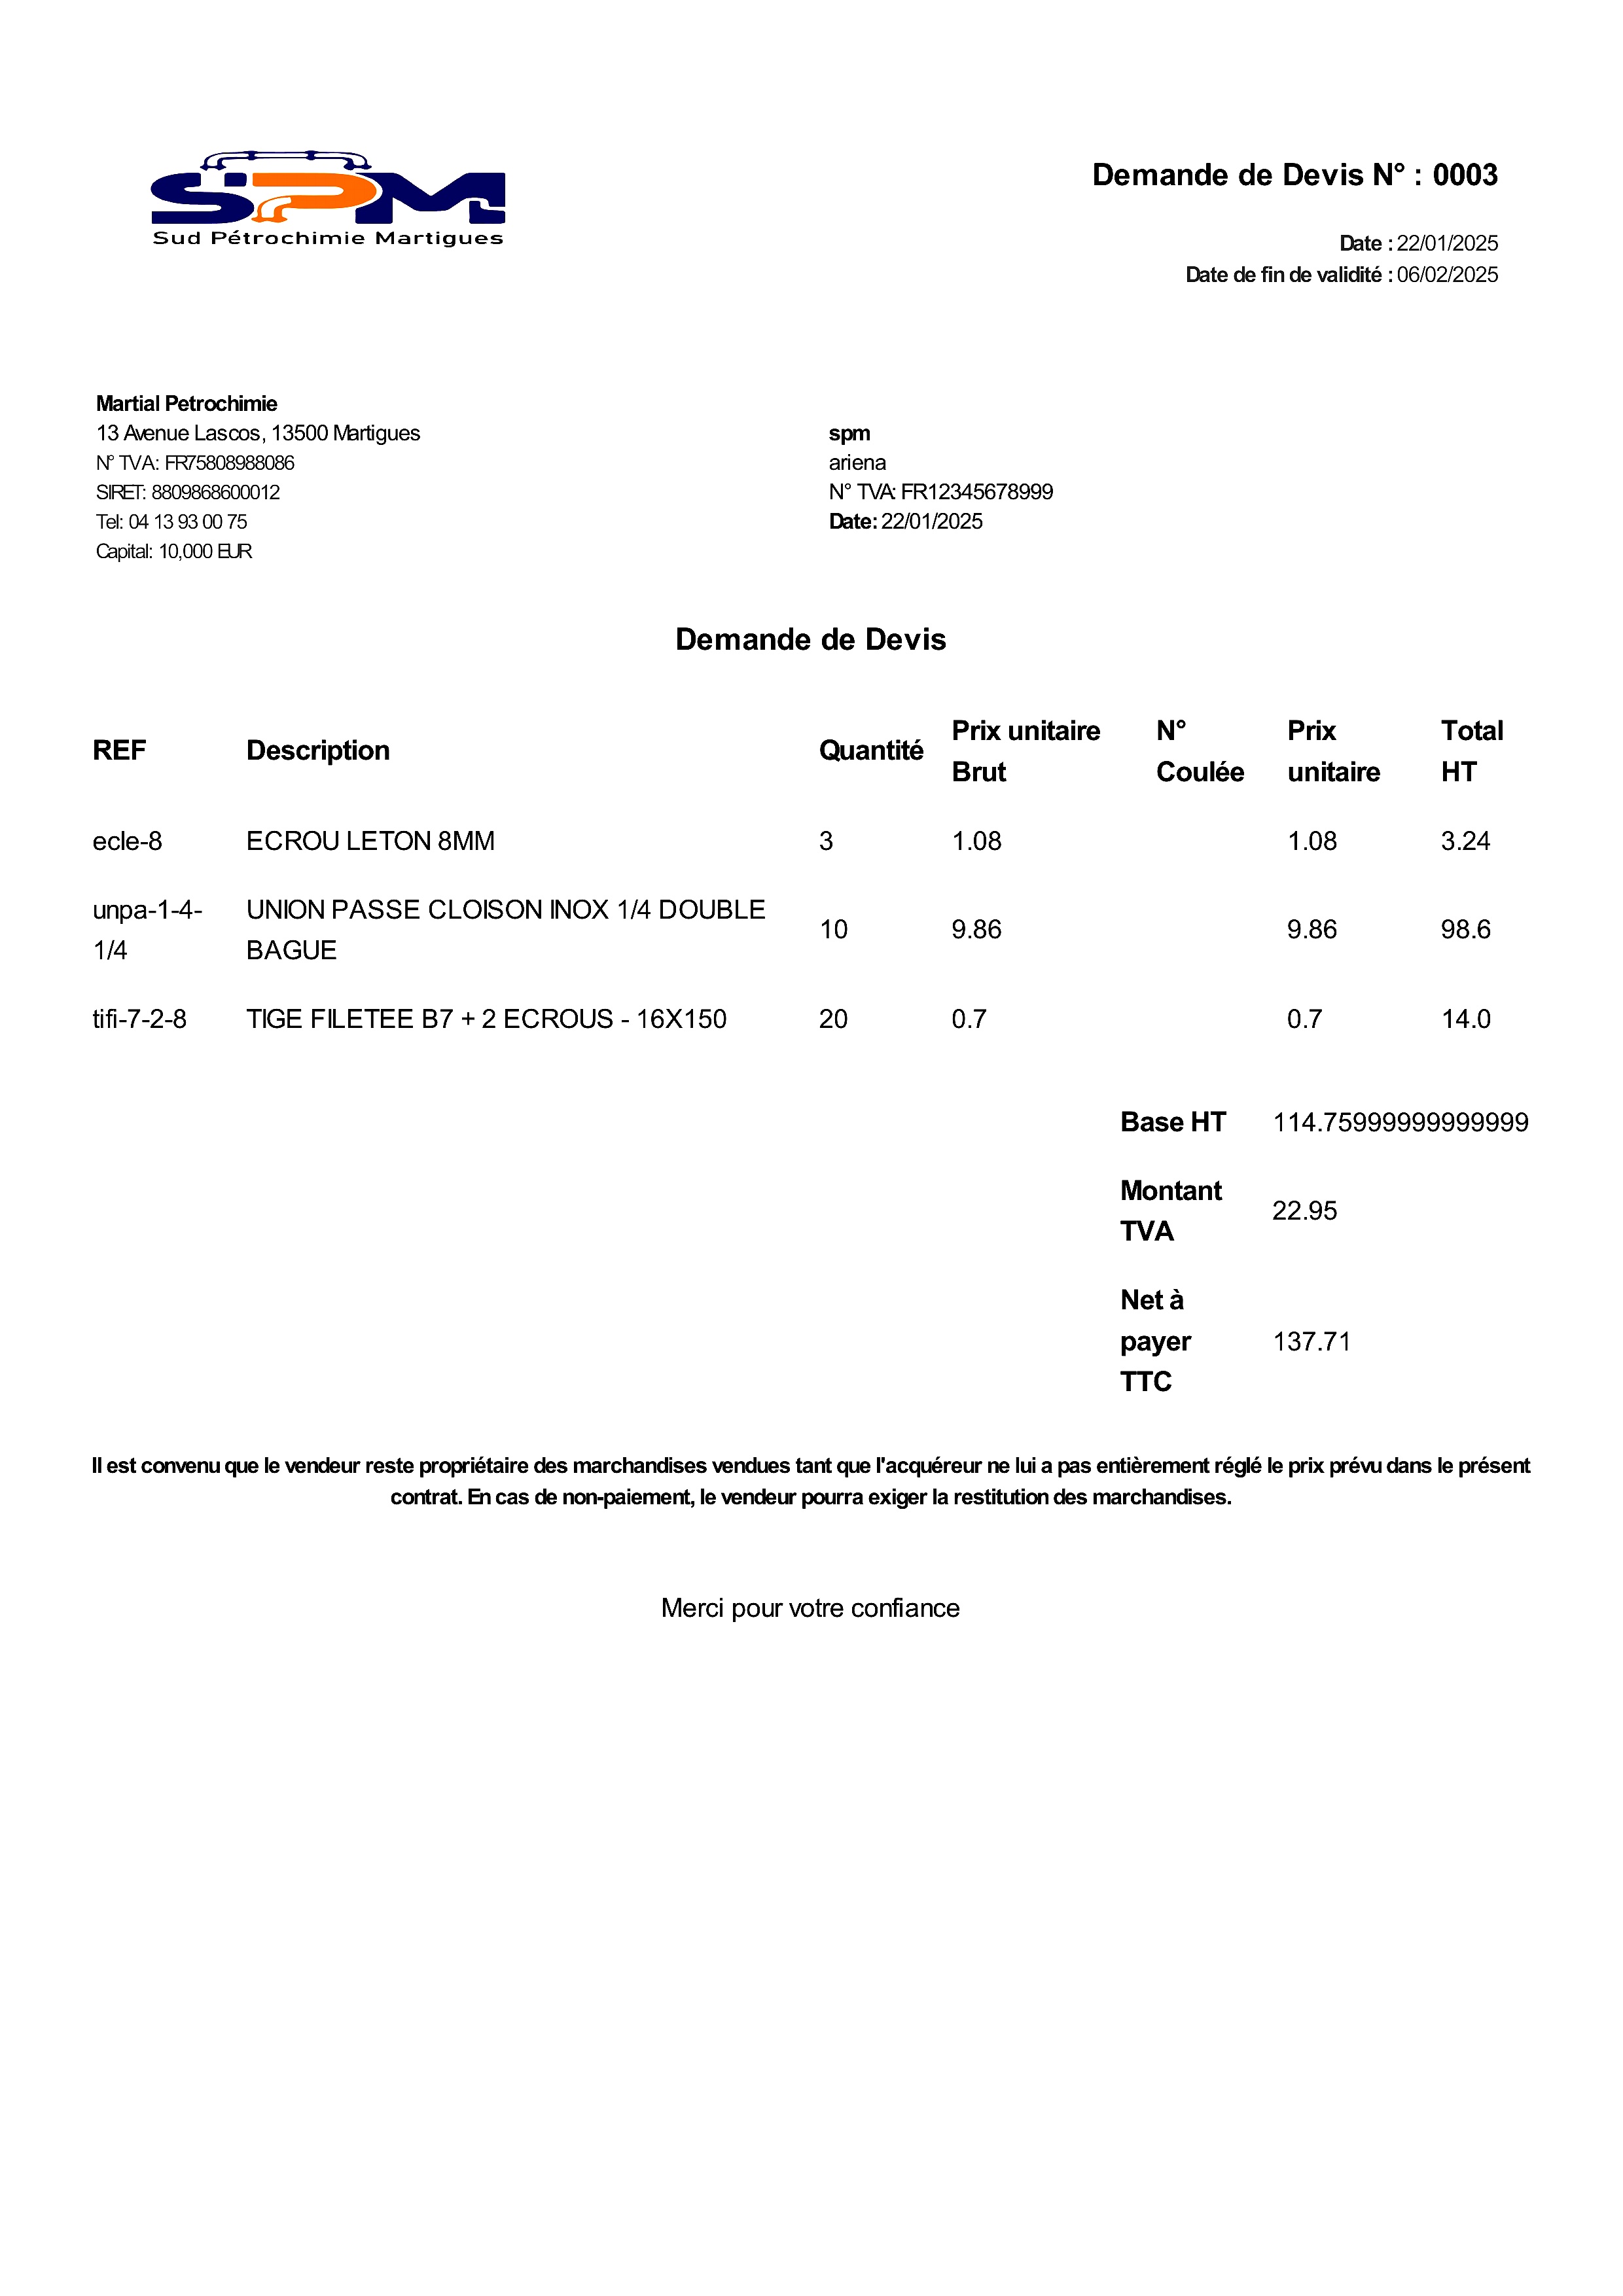 SPM
Sud Pétrochimie Martigues
Demande de Devis N° : 0003
Date : 22/01/2025
Date de fin de validité : 06/02/2025
Martial Petrochimie
13 Avenue Lascos, 13500 Martigues
N° TVA: FR75808988086
SIRET: 8809868600012
Tel: 04 13 93 00 75
Capital: 10,000 EUR
spm
ariena
N° TVA: FR12345678999
Date: 22/01/2025
Demande de Devis
REF Description Quantité Prix unitaire Brut N° Coulée Prix unitaire Total HT
ecle-8 ECROU LETON 8MM 3 1.08 1.08 3.24
unpa-1-4-1/4 UNION PASSE CLOISON INOX 1/4 DOUBLE BAGUE 10 9.86 9.86 98.6
tifi-7-2-8 TIGE FILETEE B7 + 2 ECROUS - 16X150 20 0.7 0.7 14.0
Base HT 114.75999999999999
Montant TVA 22.95
Net à payer TTC 137.71
Il est convenu que le vendeur reste propriétaire des marchandises vendues tant que l'acquéreur ne lui a pas entièrement réglé le prix prévu dans le présent
contrat. En cas de non-paiement, le vendeur pourra exiger la restitution des marchandises.
Merci pour votre confiance